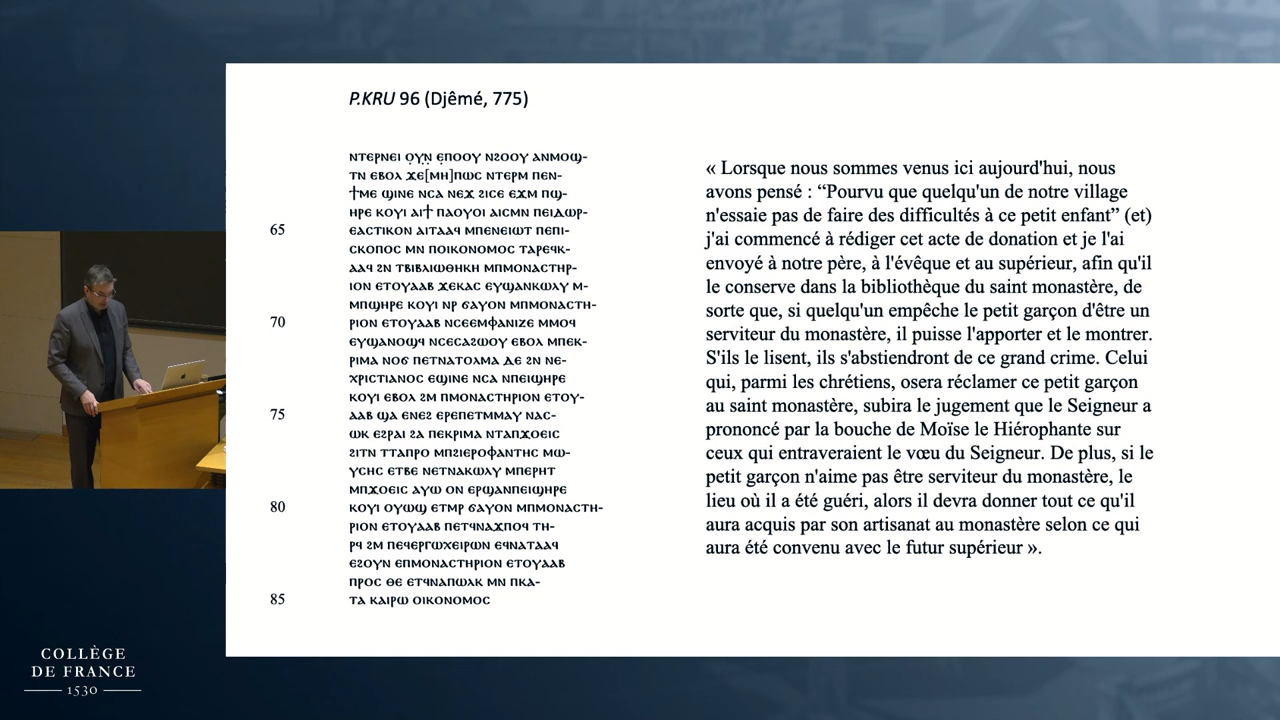 P.KRU 96 (Djêmé, 775)
ⲛⲧⲉⲣⲛⲉⲓ ⲟ̣ⲩ̣ⲛ̣ ⲉ̣ⲡⲟⲟⲩ ⲛϩⲟⲟⲩ ⲁⲛⲙⲟϣ-
ⲧⲛ ⲉⲃⲟⲗ ϫⲉ[ⲙⲏ]ⲡⲱⲥ ⲛⲧⲉⲣⲙ ⲡⲉⲛ-
ϯⲙⲉ ϣⲓⲛⲉ ⲛⲥⲁ ⲛⲉϫ ϩⲓⲥⲉ ⲉϫⲙ ⲡϣ-
ⲏⲣⲉ ⲕⲟⲩⲓ ⲁⲓϯ ⲡⲁⲟⲩⲟⲓ ⲁⲓⲥⲙⲛ ⲡⲉⲓⲇⲱⲣ-
65 ⲉⲁⲥⲧⲓⲕⲟⲛ ⲁⲓⲧⲁⲁϥ ⲙⲡⲉⲛⲉⲓⲱⲧ ⲡⲉⲡⲓ-
ⲥⲕⲟⲡⲟⲥ ⲙⲛ ⲡⲟⲓⲕⲟⲛⲟⲙⲟⲥ ⲧⲁⲣⲉϥⲕ-
ⲁⲁϥ ϩⲛ ⲧⲃⲓⲃⲗⲓⲱⲑⲏⲕⲏ ⲙⲡⲙⲟⲛⲁⲥⲧⲏⲣ-
ⲓⲟⲛ ⲉⲧⲟⲩⲁⲁⲃ ϫⲉⲕⲁⲥ ⲉⲩϣⲁⲛⲕⲱⲗⲩ ⲙ-
ⲙⲡϣⲏⲣⲉ ⲕⲟⲩⲓ ⲛⲣ ϭⲁⲩⲟⲛ ⲙⲡⲙⲟⲛⲁⲥⲧⲏ-
70 ⲣⲓⲟⲛ ⲉⲧⲟⲩⲁⲁⲃ ⲛⲥⲉⲉⲙⲫⲁⲛⲓⲍⲉ ⲙⲙⲟϥ
ⲉⲩϣⲁⲛⲟϣϥ ⲛⲥⲉⲥⲁϩⲱⲟⲩ ⲉⲃⲟⲗ ⲙⲡⲉⲕ-
ⲣⲓⲙⲁ ⲛⲟϭ ⲡⲉⲧⲛⲁⲧⲟⲗⲙⲁ ⲇⲉ ϩⲛ ⲛⲉ-
ⲭⲣⲓⲥⲧⲓⲁⲛⲟⲥ ⲉϣⲓⲛⲉ ⲛⲥⲁ ⲛⲡⲉⲓϣⲏⲣⲉ
ⲕⲟⲩⲓ ⲉⲃⲟⲗ ϩⲙ ⲡⲙⲟⲛⲁⲥⲧⲏⲣⲓⲟⲛ ⲉⲧⲟⲩ-
75 ⲁⲁⲃ ϣⲁ ⲉⲛⲉϩ ⲉⲣⲉⲡⲉⲧⲙⲙⲁⲩ ⲛⲁⲥ-
ⲱⲕ ⲉϩⲣⲁⲓ ϩⲁ ⲡⲉⲕⲣⲓⲙⲁ ⲛⲧⲁⲡϫⲟⲉⲓⲥ
ϩⲓⲧⲛ ⲧⲧⲁⲡⲣⲟ ⲙⲡϩⲓⲉⲣⲟⲫⲁⲛⲧⲏⲥ ⲙⲱ-
ⲩⲥⲏⲥ ⲉⲧⲃⲉ ⲛⲉⲧⲛⲁⲕⲱⲗⲩ ⲙⲡⲉⲣⲏⲧ
ⲙⲡϫⲟⲉⲓⲥ ⲁⲩⲱ ⲟⲛ ⲉⲣϣⲁⲛⲡⲉⲓϣⲏⲣⲉ
80 ⲕⲟⲩⲓ ⲟⲩⲱϣ ⲉⲧⲙⲣ ϭⲁⲩⲟⲛ ⲙⲡⲙⲟⲛⲁⲥⲧⲏ-
ⲣⲓⲟⲛ ⲉⲧⲟⲩⲁⲁⲃ ⲡⲉⲧϥⲛⲁϫⲡⲟϥ ⲧⲏ-
ⲣϥ ϩⲙ ⲡⲉϥⲉⲣⲅⲱⲭⲉⲓⲣⲱⲛ ⲉϥⲛⲁⲧⲁⲁϥ
ⲉϩⲟⲩⲛ ⲉⲡⲙⲟⲛⲁⲥⲧⲏⲣⲓⲟⲛ ⲉⲧⲟⲩⲁⲁⲃ
ⲡⲣⲟⲥ ⲑⲉ ⲉⲧϥⲛⲁⲡⲱⲗⲕ ⲙⲛ ⲡⲕⲁ-
85 ⲧⲁ ⲕⲁⲓⲣⲱ ⲟⲓⲕⲟⲛⲟⲙⲟⲥ
« Lorsque nous sommes venus ici aujourd'hui, nous
avons pensé : “Pourvu que quelqu'un de notre village
n'essaie pas de faire des difficultés à ce petit enfant” (et)
j'ai commencé à rédiger cet acte de donation et je l'ai
envoyé à notre père, à l'évêque et au supérieur, afin qu'il
le conserve dans la bibliothèque du saint monastère, de
sorte que, si quelqu'un empêche le petit garçon d'être un
serviteur du monastère, il puisse l'apporter et le montrer.
S'ils le lisent, ils s'abstiendront de ce grand crime. Celui
qui, parmi les chrétiens, osera réclamer ce petit garçon
au saint monastère, subira le jugement que le Seigneur a
prononcé par la bouche de Moïse le Hiérophante sur
ceux qui entraveraient le vœu du Seigneur. De plus, si le
petit garçon n'aime pas être serviteur du monastère, le
lieu où il a été guéri, alors il devra donner tout ce qu'il
aura acquis par son artisanat au monastère selon ce qui
aura été convenu avec le futur supérieur ».
COLLÈGE
DE FRANCE
1530